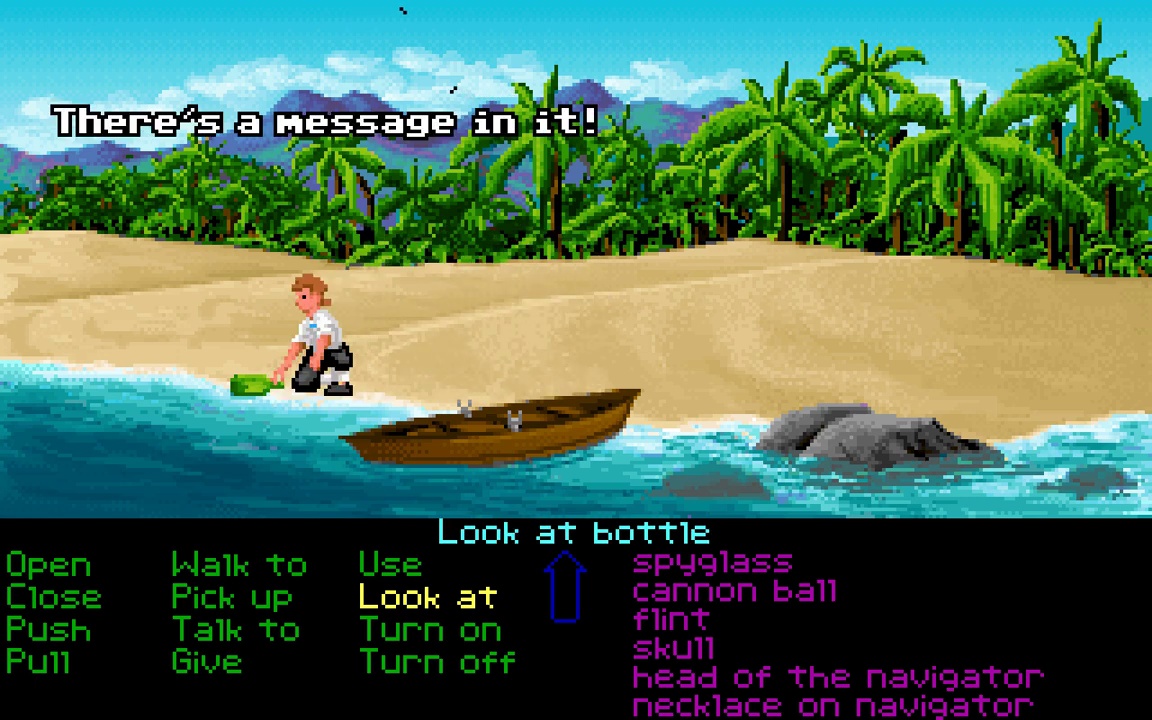 There's a message in it!
Look at bottle
Open Walk to Use
Close Pick up Look at
Push Talk to Turn on
Pull Give Turn off
spyglass
cannon ball
flint
skull
head of the navigator
necklace on navigator